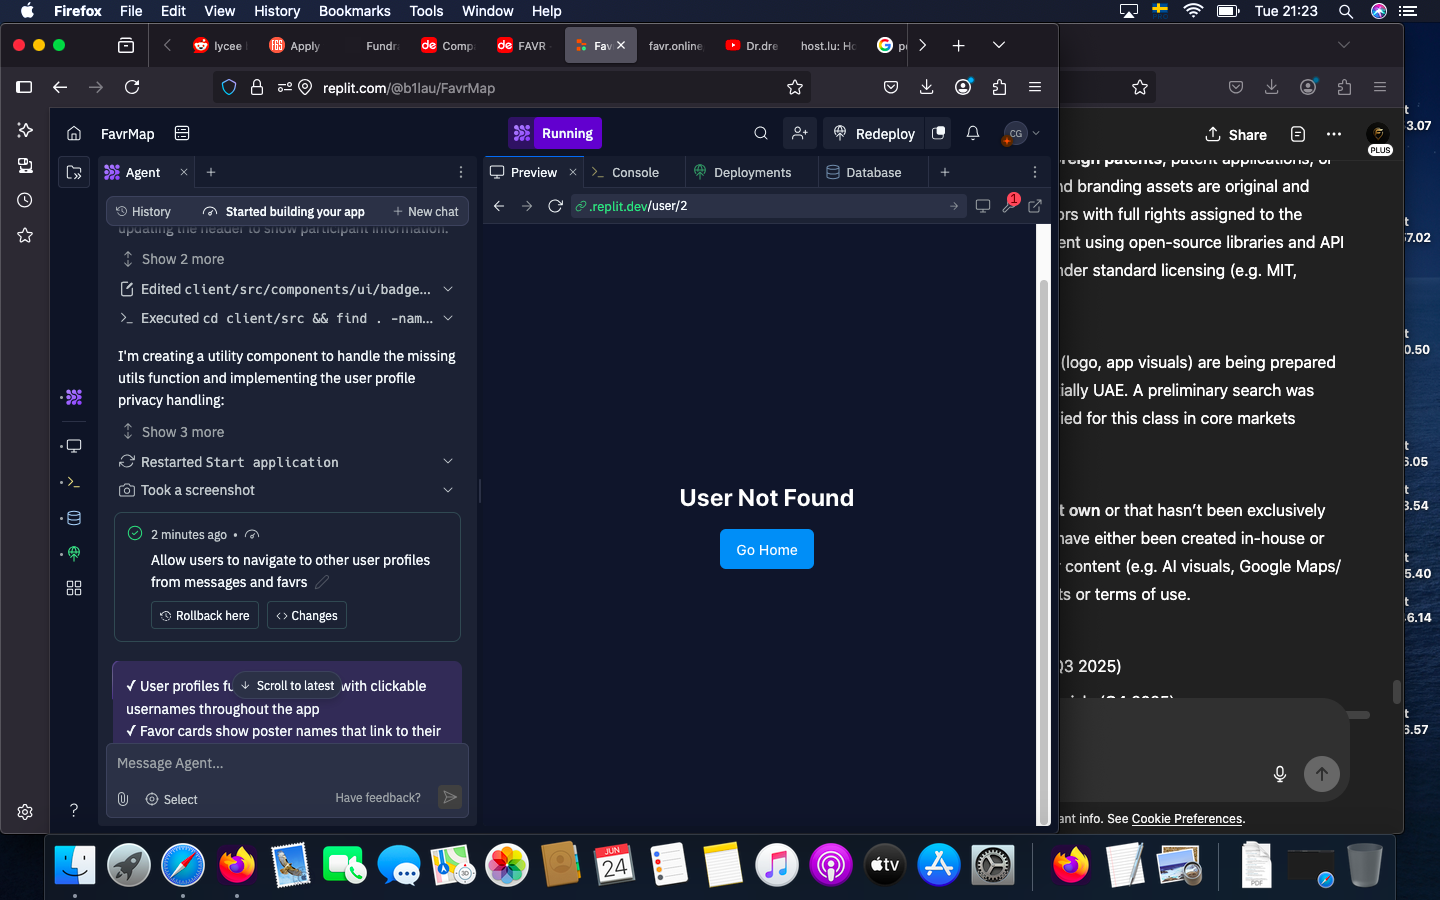 Firefox File Edit View History Bookmarks Tools Window Help
Tue 21:23
lycee
Apply
Fundr
Comp
FAVR
Fav
favr.online
Dr.dre
host.lu: Ho
replit.com/@b1lau/FavrMap
FavrMap
Running
Redeploy
CG
Agent
Preview
Console
Deployments
Database
History
Started building your app
New chat
.replit.dev/user/2
1
updating the header to show participant information.
Show 2 more
Edited client/src/components/ui/badge...
Executed cd client/src && find . -nam...
I'm creating a utility component to handle the missing
utils function and implementing the user profile
privacy handling:
Show 3 more
Restarted Start application
Took a screenshot
2 minutes ago •
Allow users to navigate to other user profiles
from messages and favrs
Rollback here
Changes
✓ User profiles fu
Scroll to latest
with clickable
usernames throughout the app
✓ Favor cards show poster names that link to their
Message Agent...
Select
Have feedback?
?
User Not Found
Go Home
Share
PLUS
reign patents, patent applications, or
nd branding assets are original and
ors with full rights assigned to the
ent using open-source libraries and API
nder standard licensing (e.g. MIT,
(logo, app visuals) are being prepared
ially UAE. A preliminary search was
ied for this class in core markets
t own or that hasn't been exclusively
have either been created in-house or
content (e.g. AI visuals, Google Maps/
ts or terms of use.
Q3 2025)
ant info. See Cookie Preferences.
t
3.07
t
7.02
t
0.50
t
6.05
t
3.54
t
5.40
t
6.14
t
6.57
JUN
24
3D
tv
PDF